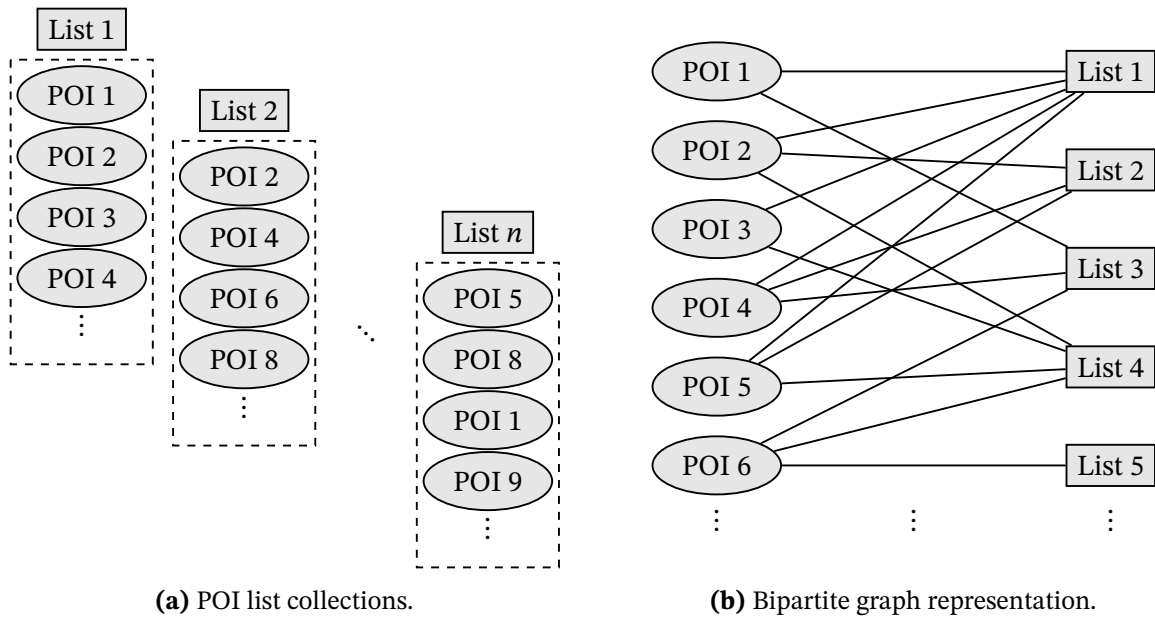 List 1
POI 1
POI 2
POI 3
POI 4
⋮
List 2
POI 2
POI 4
POI 6
POI 8
⋮
⋱
List n
POI 5
POI 8
POI 1
POI 9
⋮
(a) POI list collections.
POI 1
POI 2
POI 3
POI 4
POI 5
POI 6
⋮
⋮
List 1
List 2
List 3
List 4
List 5
⋮
(b) Bipartite graph representation.